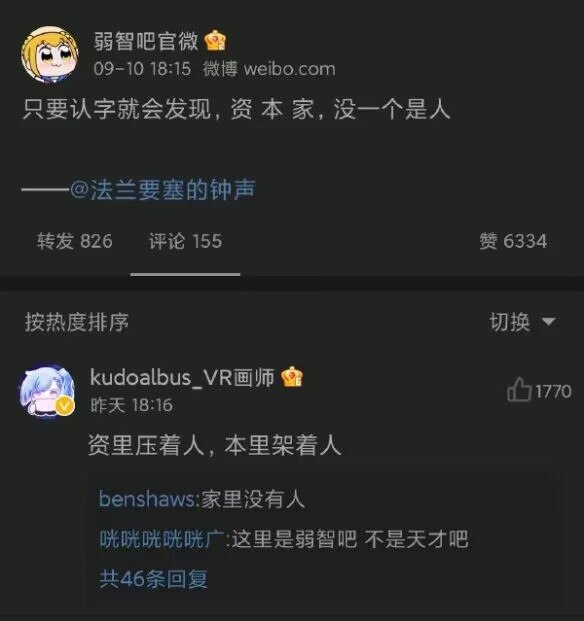 弱智吧官微
09-10 18:15 微博 weibo.com
只要认字就会发现，资 本 家，没一个是人
——@法兰要塞的钟声
转发 826 评论 155 赞 6334
按热度排序 切换
kudoalbus_VR画师
昨天 18:16 1770
资里压着人，本里架着人
benshaws:家里没有人
咣咣咣咣咣广:这里是弱智吧 不是天才吧
共46条回复